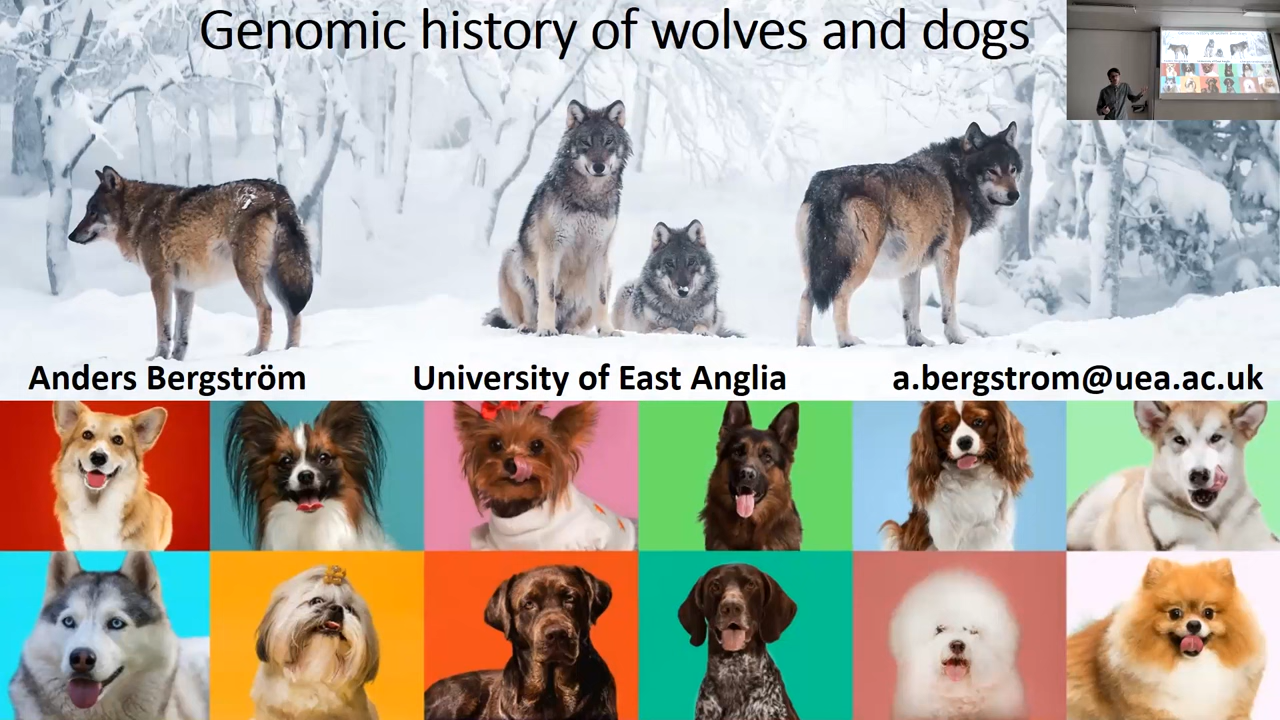 Genomic history of wolves and dogs
Anders Bergström
University of East Anglia
a.bergstrom@uea.ac.uk